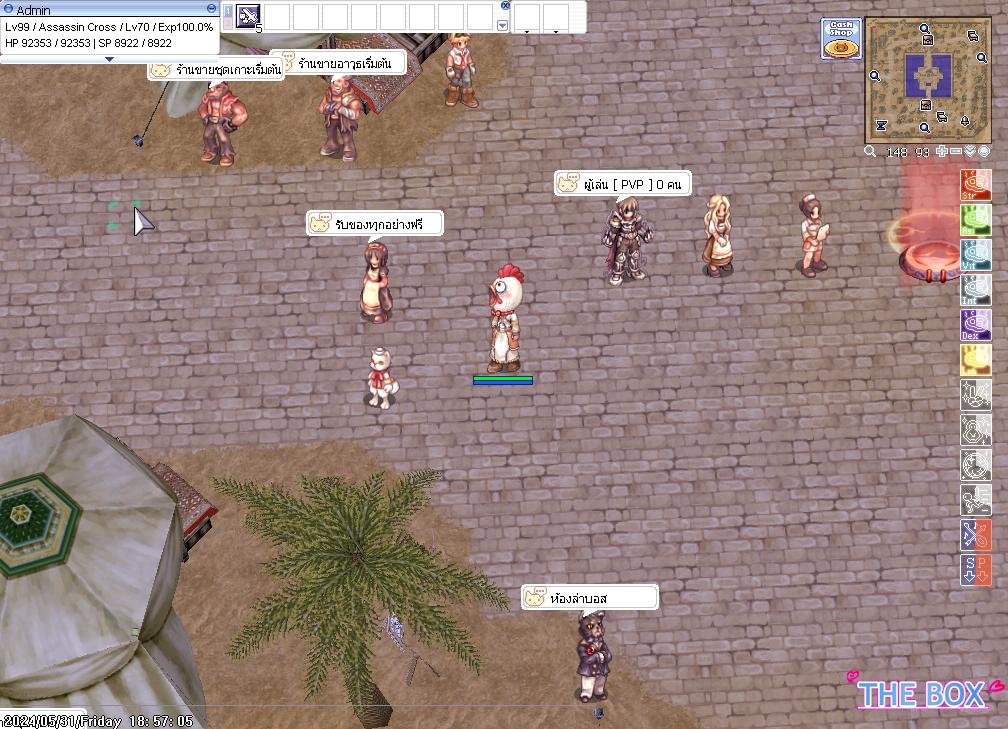 Admin
Lv99 / Assassin Cross / Lv70 / Exp100.0%
HP 92353 / 92353 | SP 8922 / 8922
1
5
Cash
Shop
ร้านขายชุดเกาะเริ่มต้น
ร้านขายอาวุธเริ่มต้น
148 93
ผู้เล่น [ PVP ] 0 คน
รับของทุกอย่างฟรี
Str
Agi
Vit
Int
Dex
Luk
S P
ห้องล่าบอส
THE BOX
2024/05/31/Friday 18:57:05